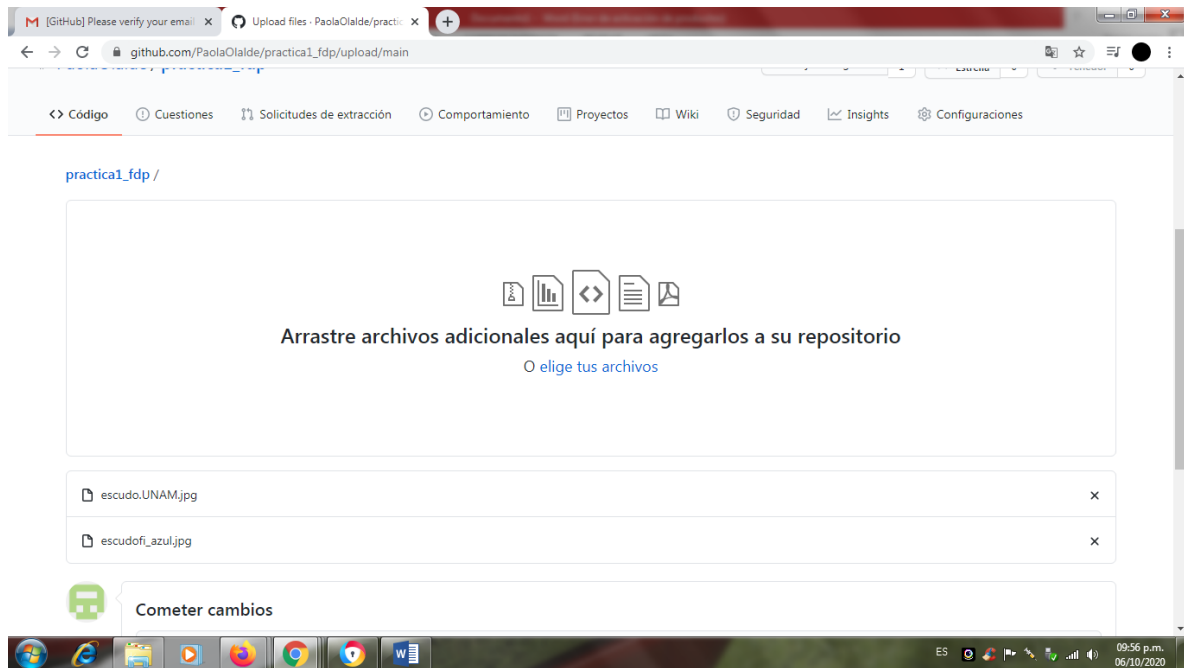 [GitHub] Please verify your email
Upload files · PaolaOlalde/practic
github.com/PaolaOlalde/practica1_fdp/upload/main
Código Cuestiones Solicitudes de extracción Comportamiento Proyectos Wiki Seguridad Insights Configuraciones
practica1_fdp /
Arrastre archivos adicionales aquí para agregarlos a su repositorio
O elige tus archivos
escudo.UNAM.jpg
escudofi_azul.jpg
Cometer cambios
ES
09:56 p.m.
06/10/2020